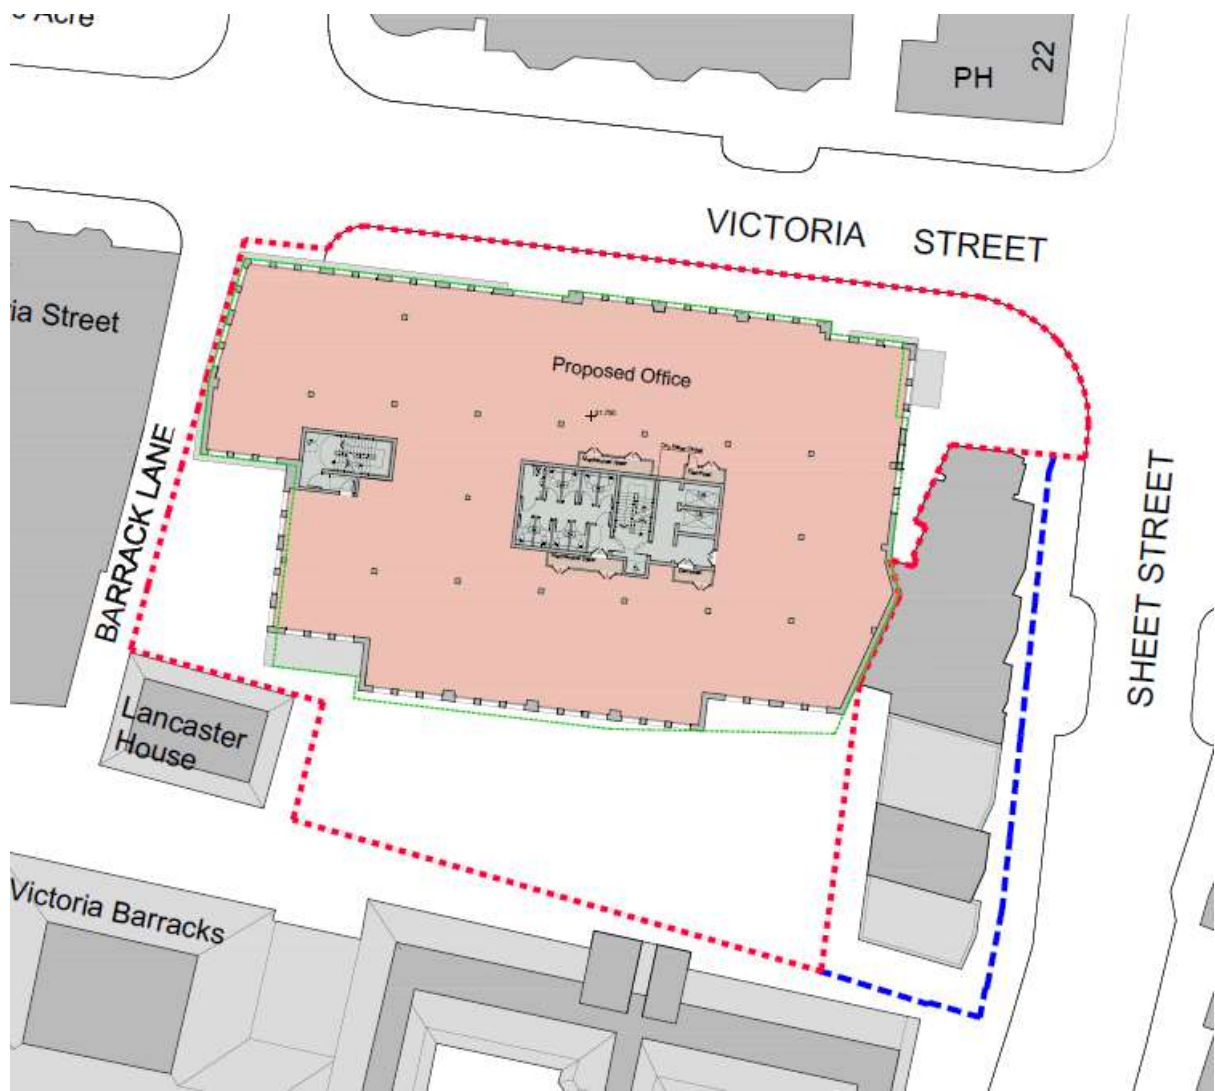 Acre
22
PH
VICTORIA STREET
ia Street
Proposed Office
BARRACK LANE
SHEET STREET
Lancaster
House
Victoria Barracks